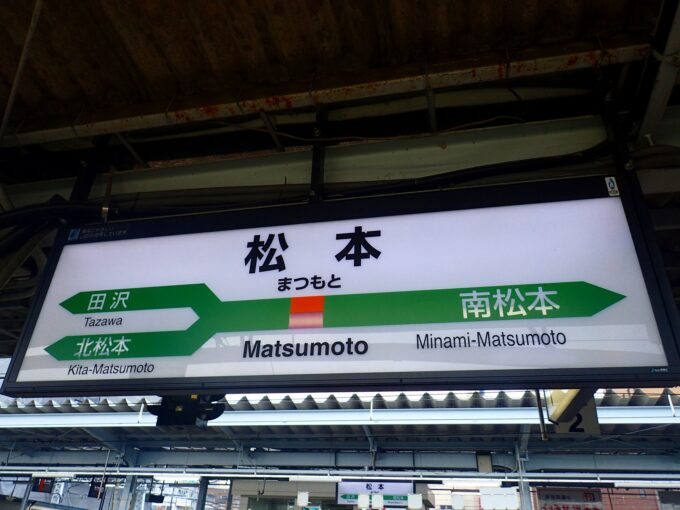 松本
まつもと
田沢
Tazawa
北松本
Kita-Matsumoto
Matsumoto
南松本
Minami-Matsumoto
2
松本